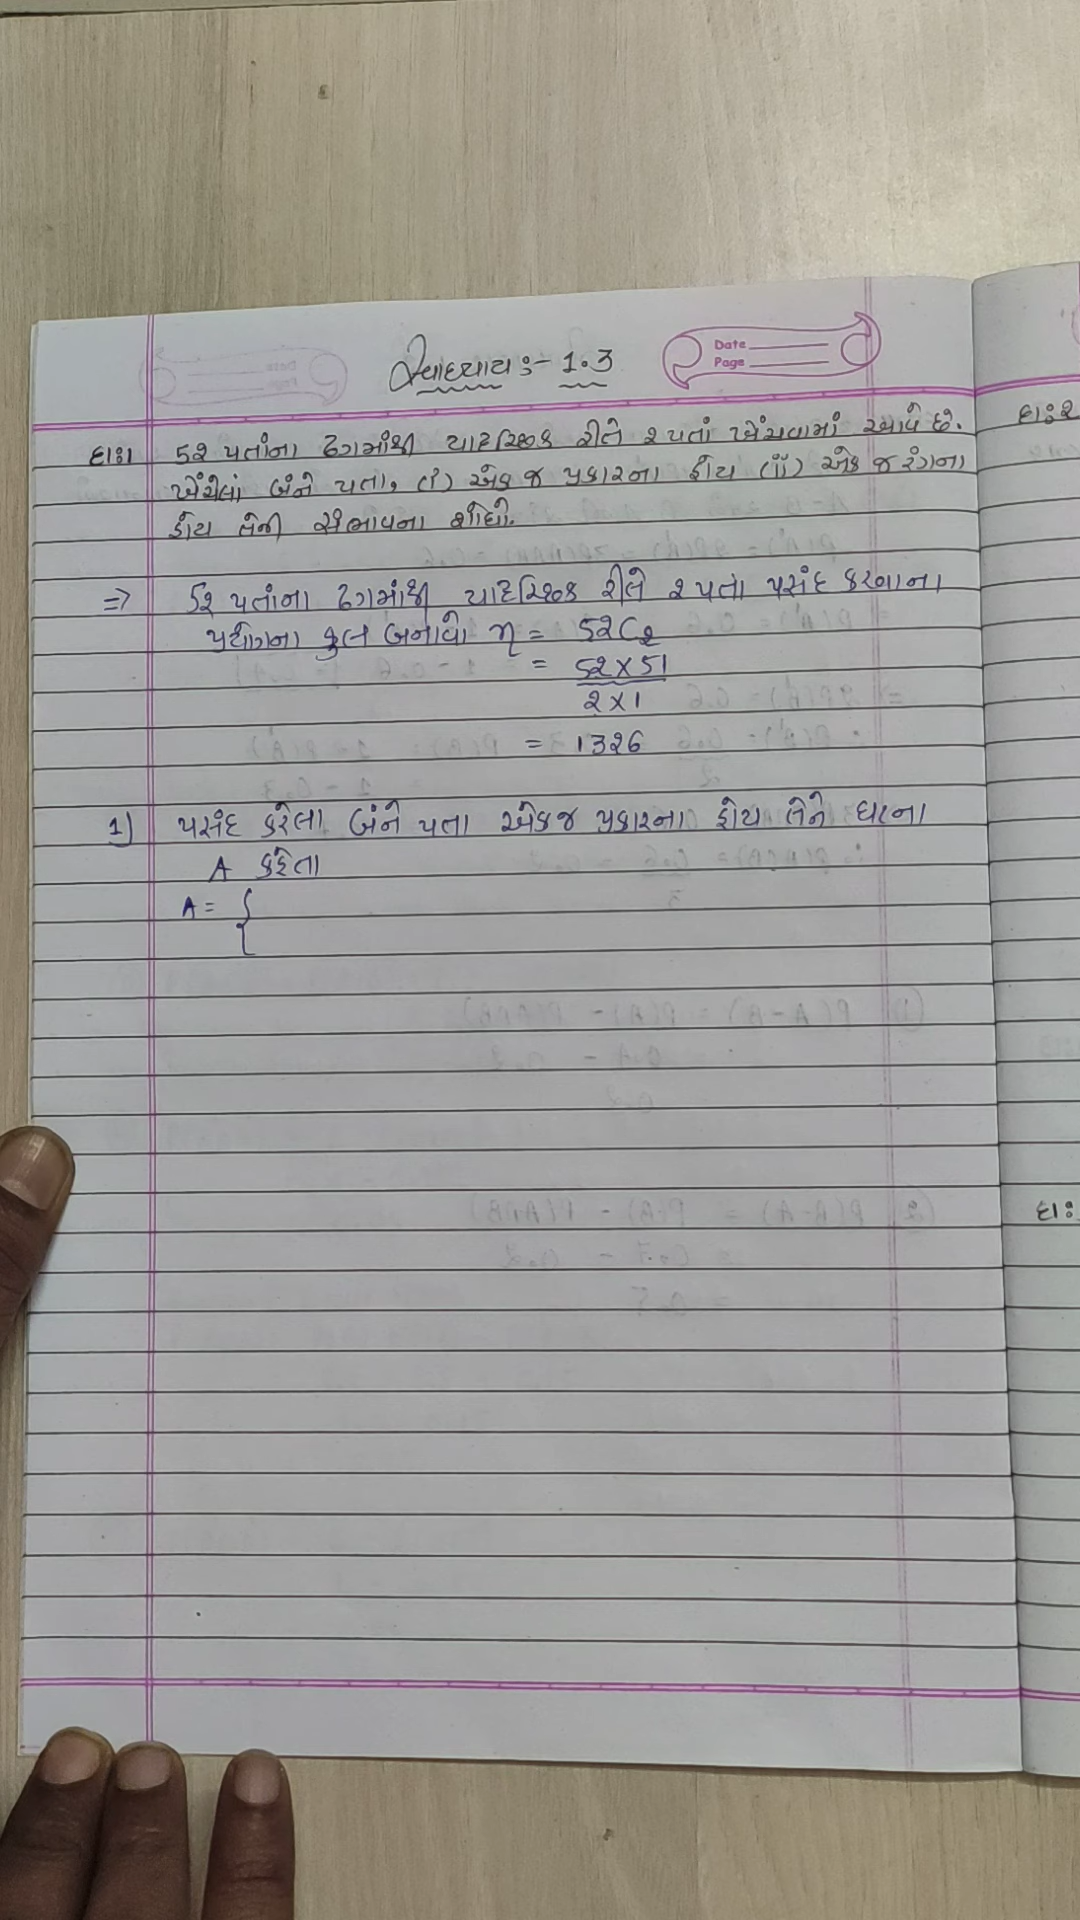 સ્વાધ્યાય :- 1.3
Date
Page
દા:1 52 પતાંના ઢગમાંથી યાદચ્છિક રીતે 2 પતાં ખેંચવામાં આવે છે.
ખેંચેલાં બંને પતા, (i) એક જ પ્રકારના હોય (ii) એક જ રંગના
હોય તેની સંભાવના શોધો.
⇒ 52 પતાંના ઢગમાંથી યાદચ્છિક રીતે 2 પતા પસંદ કરવાના
પ્રયોગના કુલ બનાવો n = 52C2
= 52 × 51
2 × 1
= 1326
1) પસંદ કરેલા બંને પતા એકજ પ્રકારના હોય તેને ઘટના
A કહેતા
A = {
દા:2
દા: